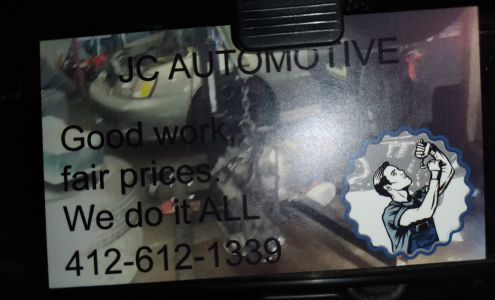 JC AUTOMOTIVE
Good work,
fair prices.
We do it ALL
412-612-1339